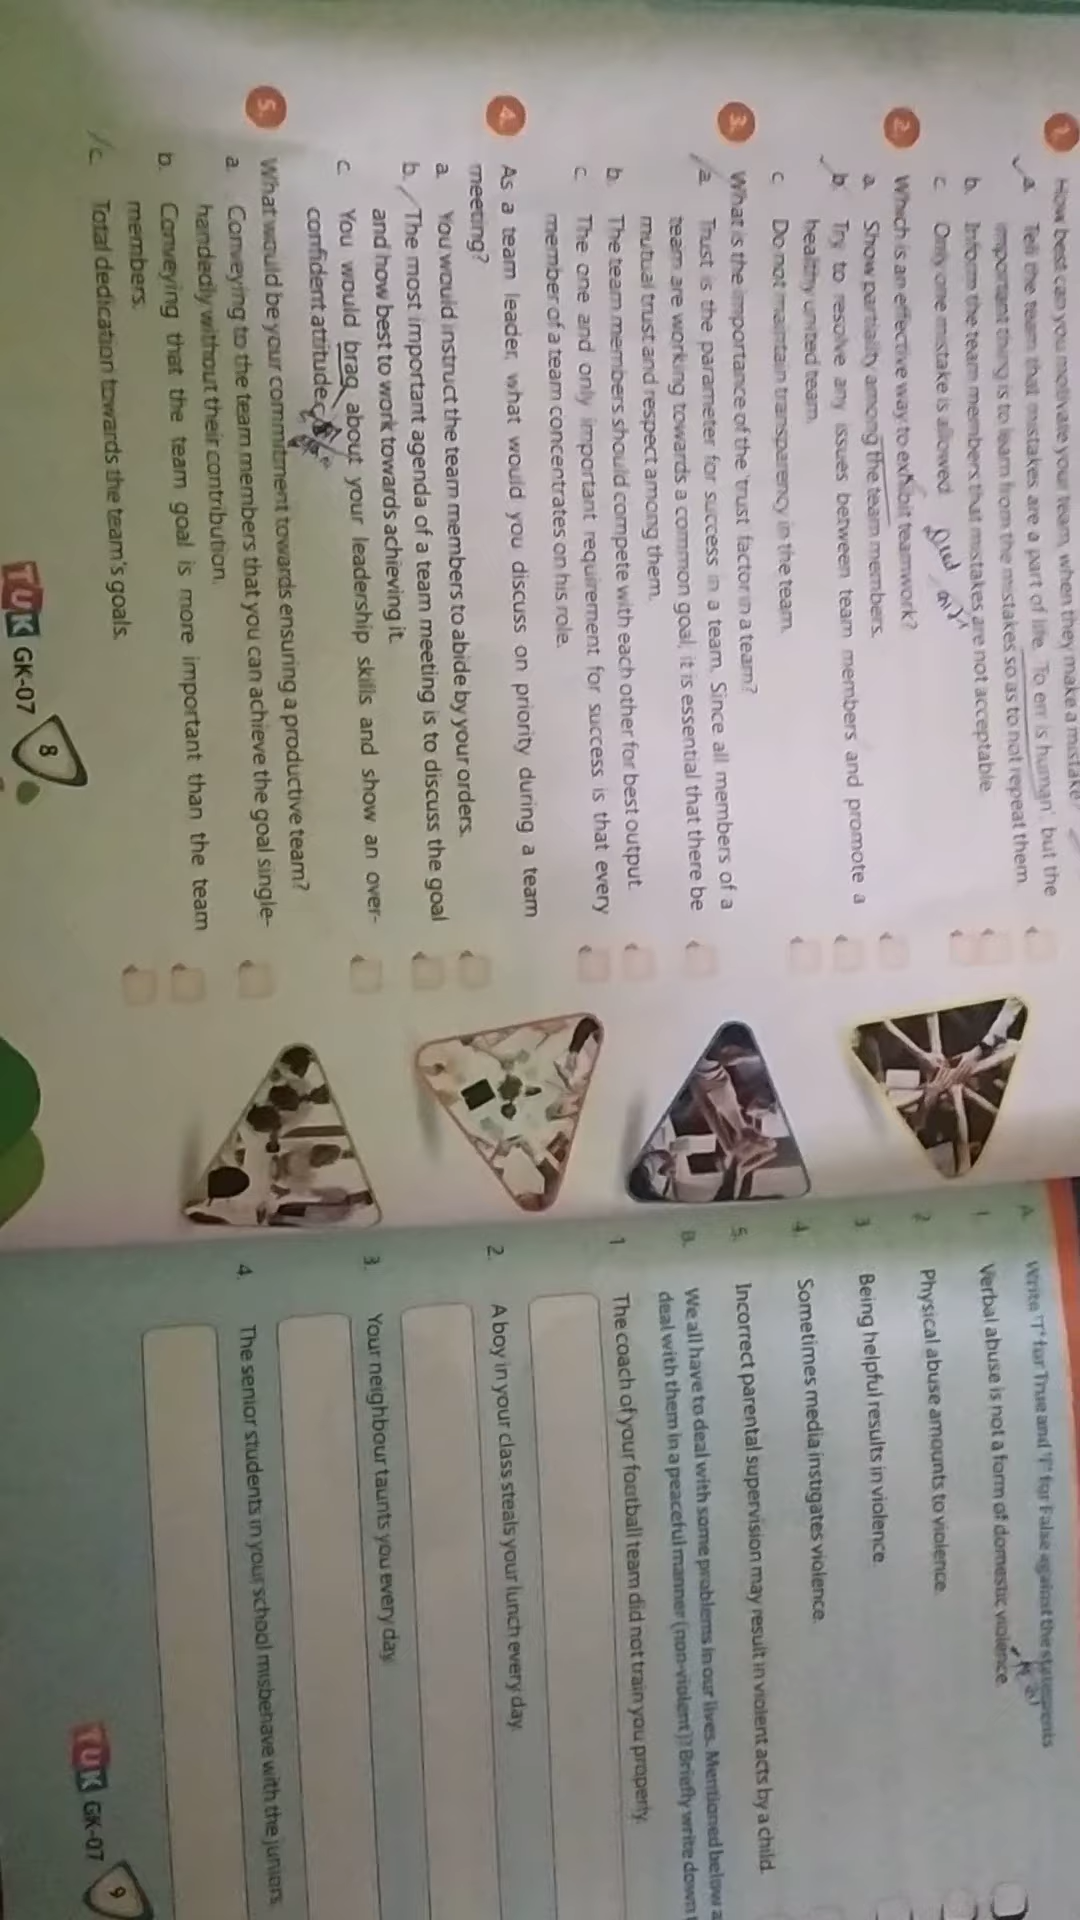 1. How best can you motivate your team, when they make a mistake?
a. Tell the team that mistakes are a part of life. 'To err is human', but the
important thing is to learn from the mistakes so as to not repeat them.
b. Inform the team members that mistakes are not acceptable.
c. Only one mistake is allowed.
2. Which is an effective way to exhibit teamwork?
a. Show partiality among the team members.
b. Try to resolve any issues between team members and promote a
healthy united team.
c. Do not maintain transparency in the team.
3. What is the importance of the 'trust factor in a team?
a. Trust is the parameter for success in a team. Since all members of a
team are working towards a common goal, it is essential that there be
mutual trust and respect among them.
b. The team members should compete with each other for best output.
c. The one and only important requirement for success is that every
member of a team concentrates on his role.
4. As a team leader, what would you discuss on priority during a team
meeting?
a. You would instruct the team members to abide by your orders.
b. The most important agenda of a team meeting is to discuss the goal
and how best to work towards achieving it.
c. You would brag about your leadership skills and show an over-
confident attitude.
5. What would be your commitment towards ensuring a productive team?
a. Conveying to the team members that you can achieve the goal single-
handedly without their contribution.
b. Conveying that the team goal is more important than the team
members.
c. Total dedication towards the team's goals.
TUK GK-07 8
A. Write 'T' for True and 'F' for False against the statements
1. Verbal abuse is not a form of domestic violence.
2. Physical abuse amounts to violence.
3. Being helpful results in violence.
4. Sometimes media instigates violence.
5. Incorrect parental supervision may result in violent acts by a child.
B. We all have to deal with some problems in our lives. Mentioned below a
deal with them in a peaceful manner (non-violent)? Briefly write down
1. The coach of your football team did not train you properly.
2. A boy in your class steals your lunch every day.
3. Your neighbour taunts you every day.
4. The senior students in your school misbehave with the juniors.
TUK GK-07 9